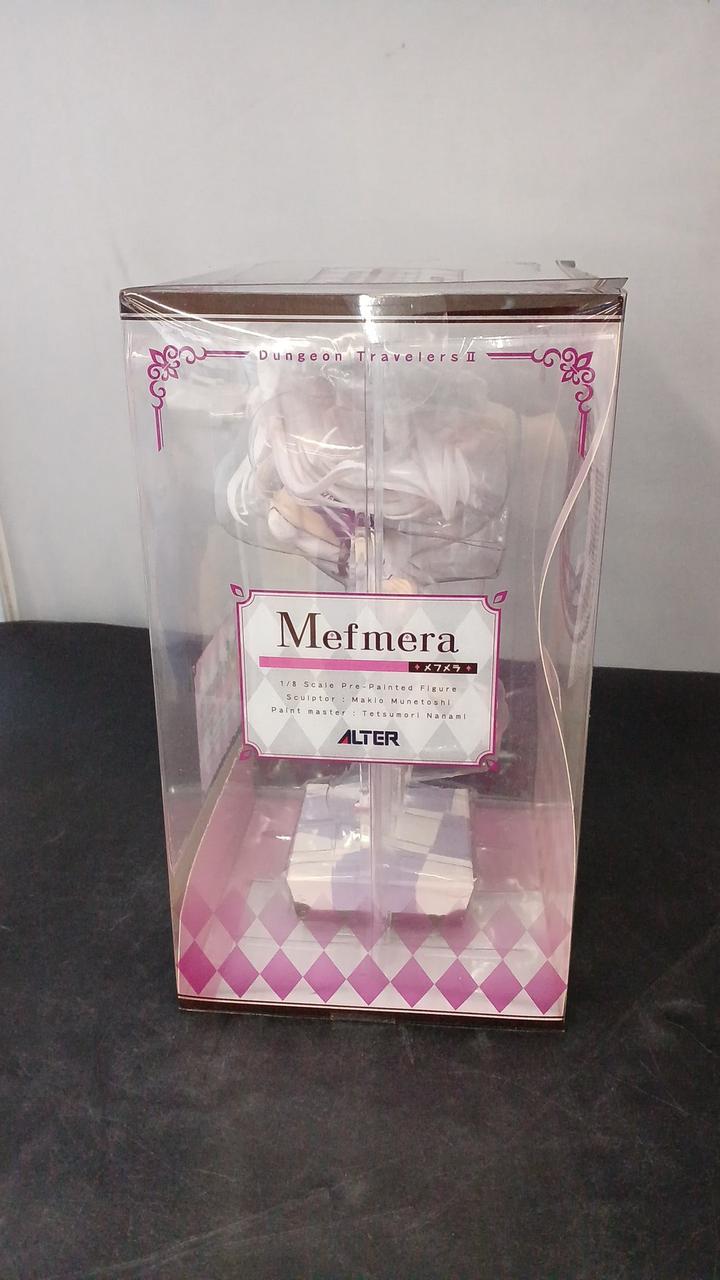 Dungeon Travelers II
Mefmera
メフメラ
1/8 Scale Pre-Painted Figure
Sculptor : Makio Munetoshi
Paint master : Tetsumori Nanami
ALTER